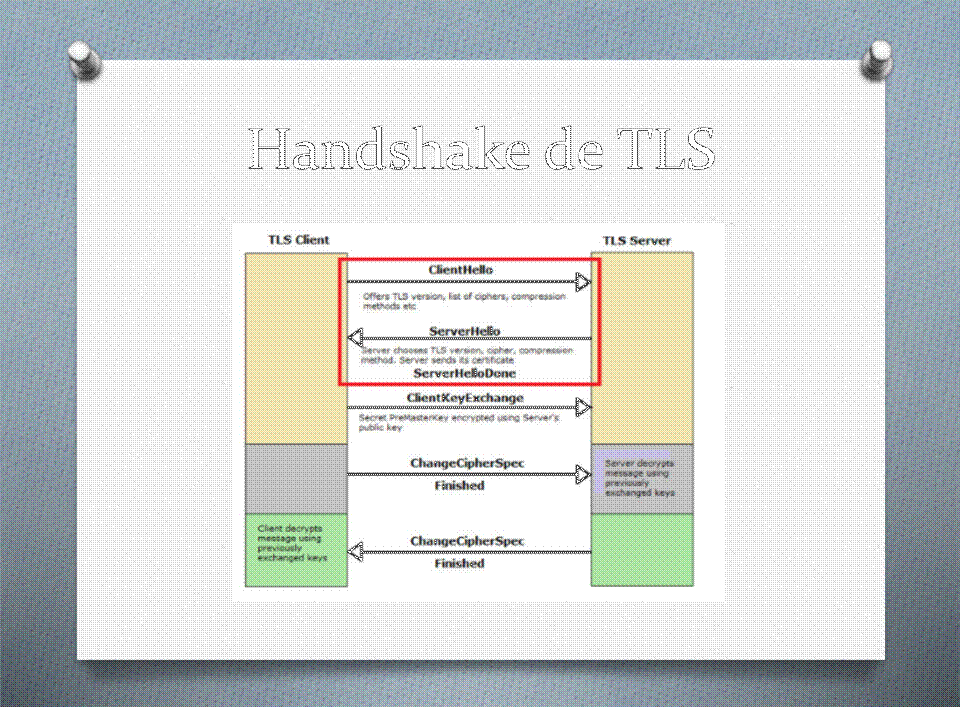 Handshake de TLS
TLS Client
TLS Server
ClientHello
Offers TLS version, list of ciphers, compression
methods etc
ServerHello
Server chooses TLS version, cipher, compression
method. Server sends its certificate
ServerHelloDone
ClientKeyExchange
Secret PreMasterKey encrypted using Server's
public key
ChangeCipherSpec
Finished
Server decrypts
message using
previously
exchanged keys
Client decrypts
message using
previously
exchanged keys
ChangeCipherSpec
Finished